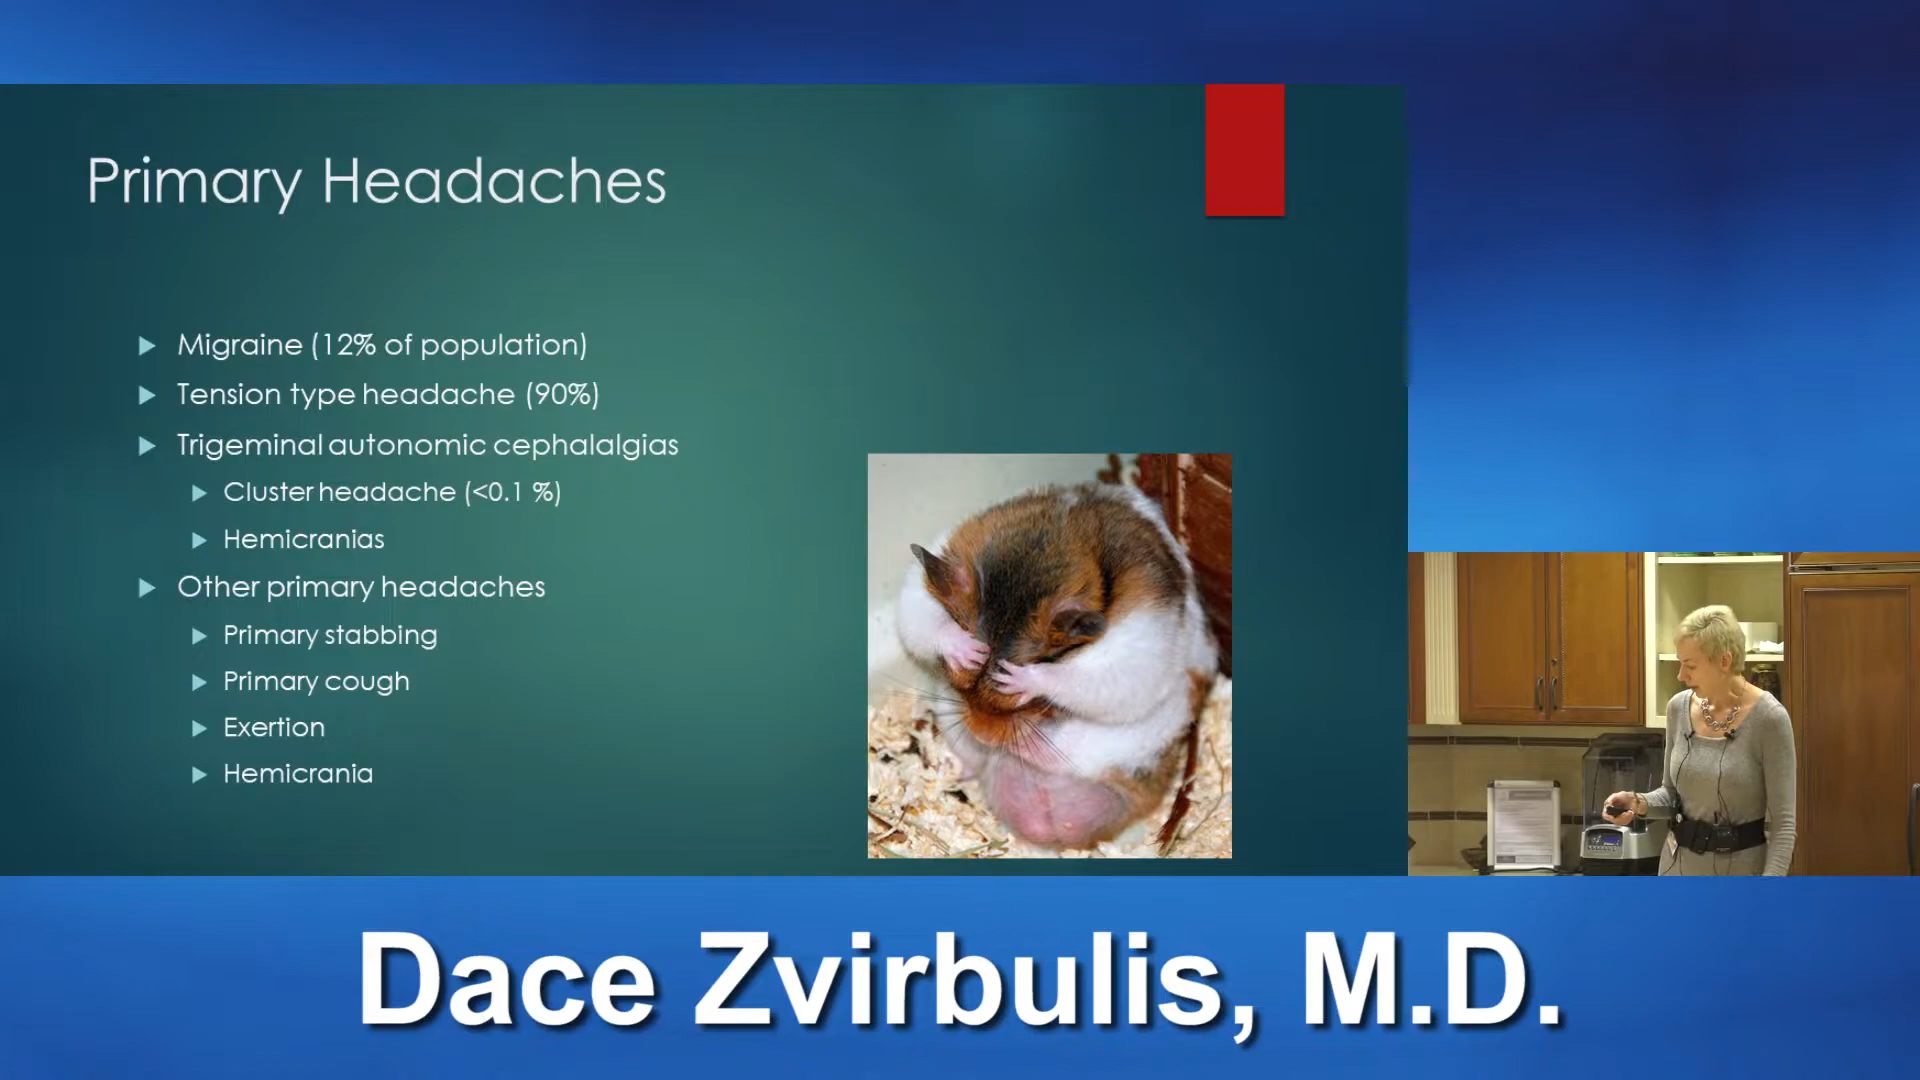 Primary Headaches
Migraine (12% of population)
Tension type headache (90%)
Trigeminal autonomic cephalalgias
Cluster headache (<0.1 %)
Hemicranias
Other primary headaches
Primary stabbing
Primary cough
Exertion
Hemicrania
Dace Zvirbulis, M.D.